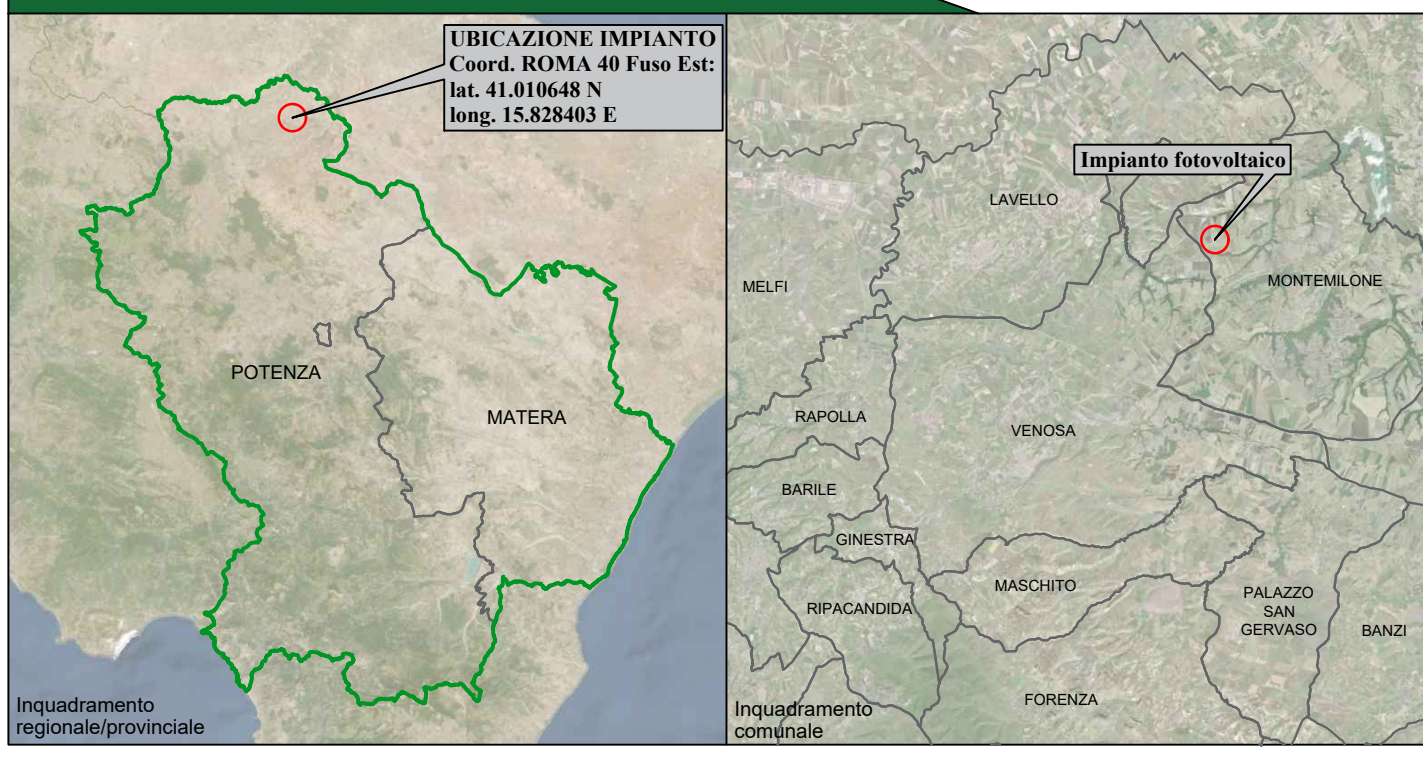 UBICAZIONE IMPIANTO
Coord. ROMA 40 Fuso Est:
lat. 41.010648 N
long. 15.828403 E
POTENZA
MATERA
Inquadramento
regionale/provinciale
Impianto fotovoltaico
LAVELLO
MELFI
MONTEMILONE
RAPOLLA
VENOSA
BARILE
GINESTRA
MASCHITO
RIPACANDIDA
PALAZZO
SAN
GERVASO
BANZI
FORENZA
Inquadramento
comunale